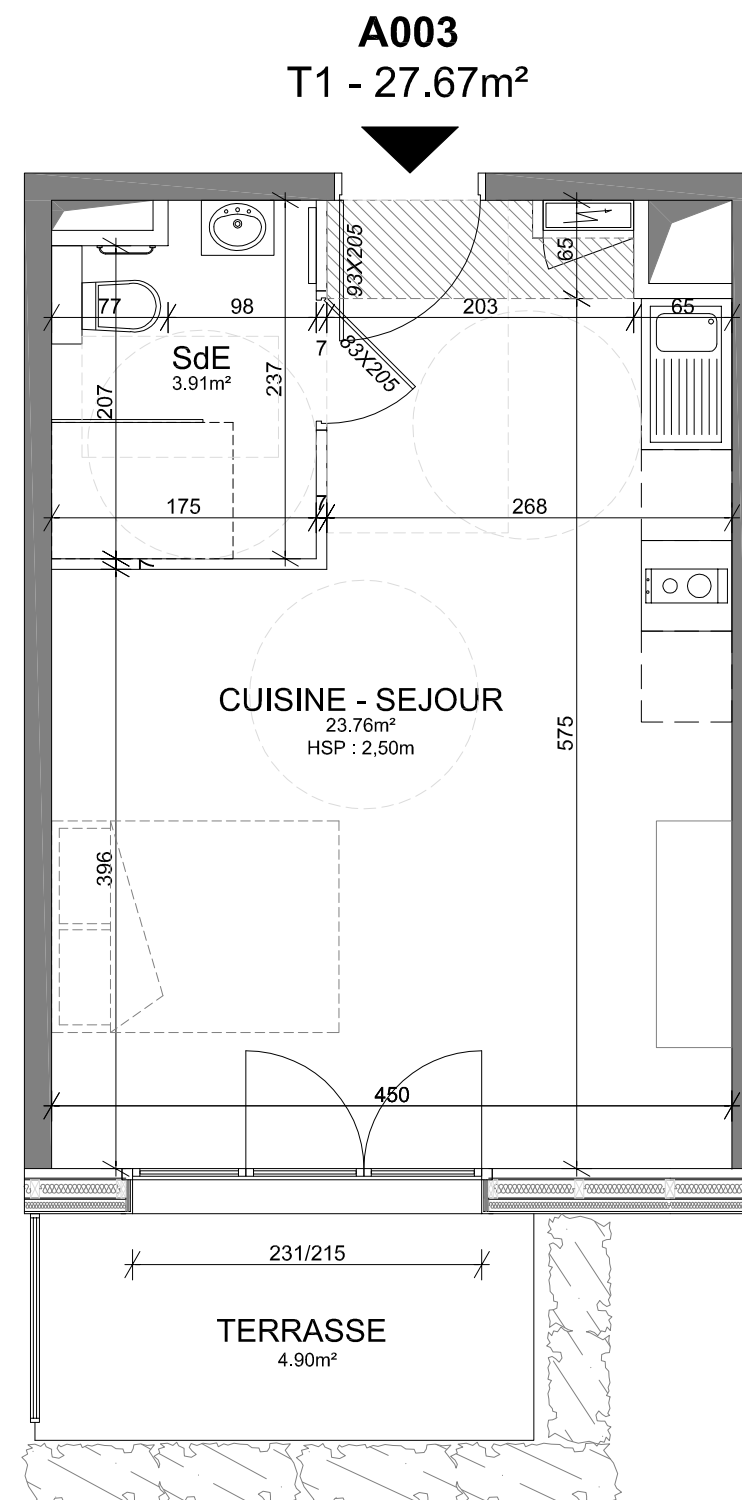 A003
T1 - 27.67m²
93X205
65
77
98
203
65
7
83X205
SdE
3.91m²
237
207
175
7
268
7
CUISINE - SEJOUR
23.76m²
HSP : 2,50m
575
396
450
231/215
TERRASSE
4.90m²